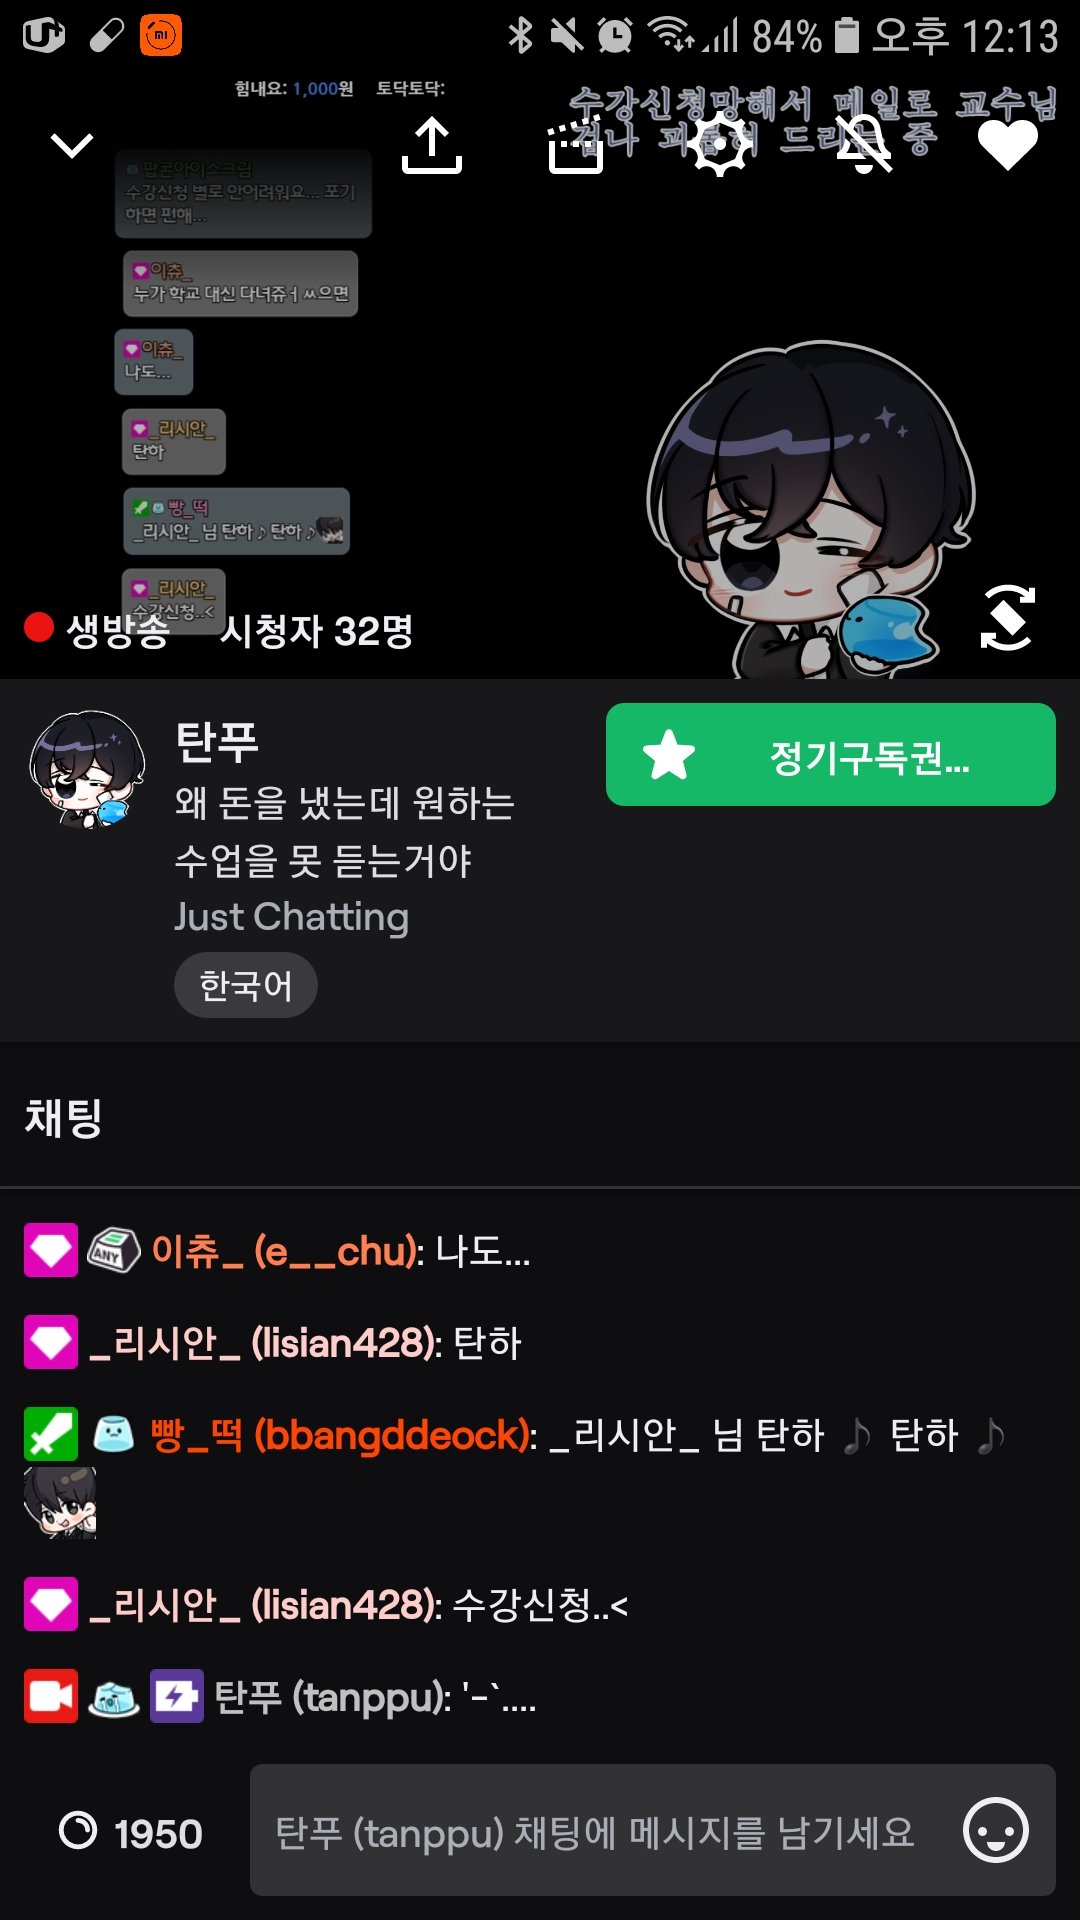 84% 오후 12:13
힘내요: 1,000원 토닥토닥:
수강신청망해서 메일로 교수님
겁나 괴롭혀 드리는 중
팝콘아이스크림
수강신청 별로 안어려워요... 포기
하면 편해...
이츄_
누가 학교 대신 다녀쥬ㅓㅆ으면
이츄_
나도...
_리시안_
탄하
빵_떡
_리시안_ 님 탄하♪ 탄하♪
_리시안_
수강신청..<
생방송 시청자 32명
탄푸
정기구독권...
왜 돈을 냈는데 원하는
수업을 못 듣는거야
Just Chatting
한국어
채팅
ANY 이츄_ (e__chu): 나도...
_리시안_ (lisian428): 탄하
빵_떡 (bbangddeock): _리시안_ 님 탄하 ♪ 탄하 ♪
_리시안_ (lisian428): 수강신청..<
탄푸 (tanppu): '-`....
1950 탄푸 (tanppu) 채팅에 메시지를 남기세요